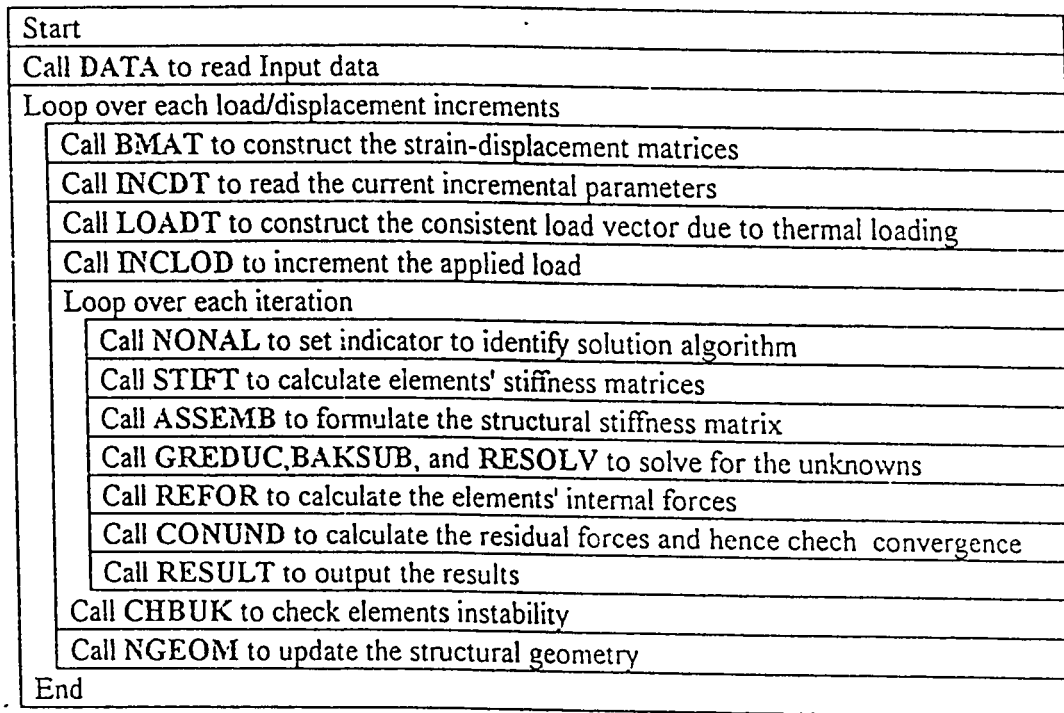 Start
Call DATA to read Input data
Loop over each load/displacement increments
Call BMAT to construct the strain-displacement matrices
Call INCDT to read the current incremental parameters
Call LOADT to construct the consistent load vector due to thermal loading
Call INCLOD to increment the applied load
Loop over each iteration
Call NONAL to set indicator to identify solution algorithm
Call STIFT to calculate elements' stiffness matrices
Call ASSEMB to formulate the structural stiffness matrix
Call GREDUC,BAKSUB, and RESOLV to solve for the unknowns
Call REFOR to calculate the elements' internal forces
Call CONUND to calculate the residual forces and hence chech convergence
Call RESULT to output the results
Call CHBUK to check elements instability
Call NGEOM to update the structural geometry
End